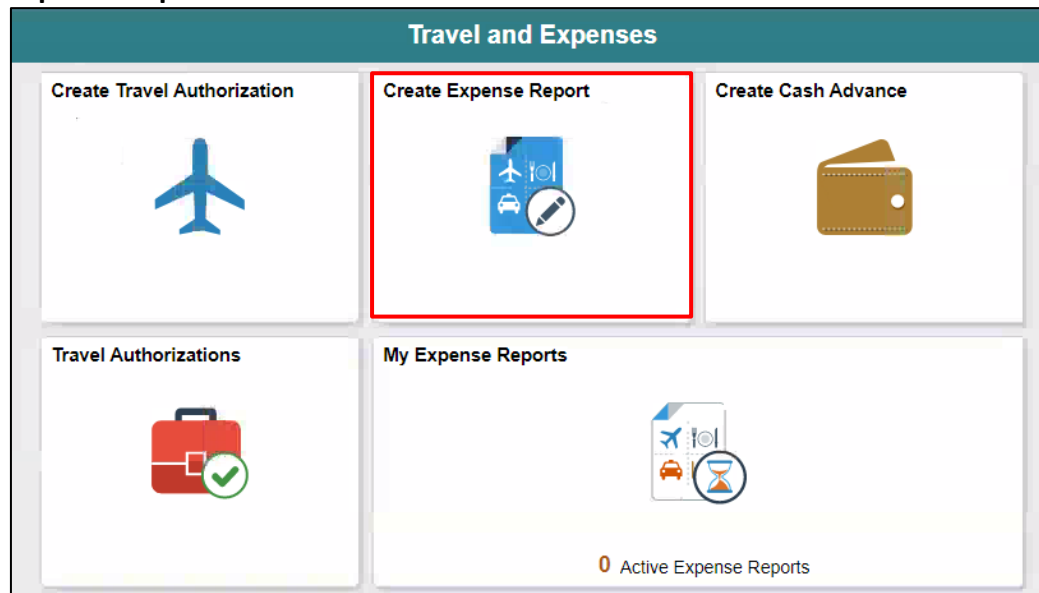 Travel and Expenses
Create Travel Authorization
Create Expense Report
Create Cash Advance
Travel Authorizations
My Expense Reports
0 Active Expense Reports